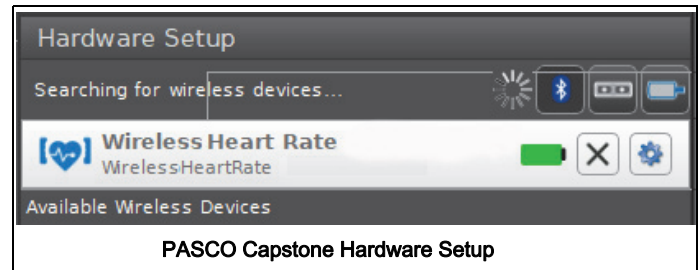 Hardware Setup
Searching for wireless devices...
Wireless Heart Rate
WirelessHeartRate
Available Wireless Devices
PASCO Capstone Hardware Setup